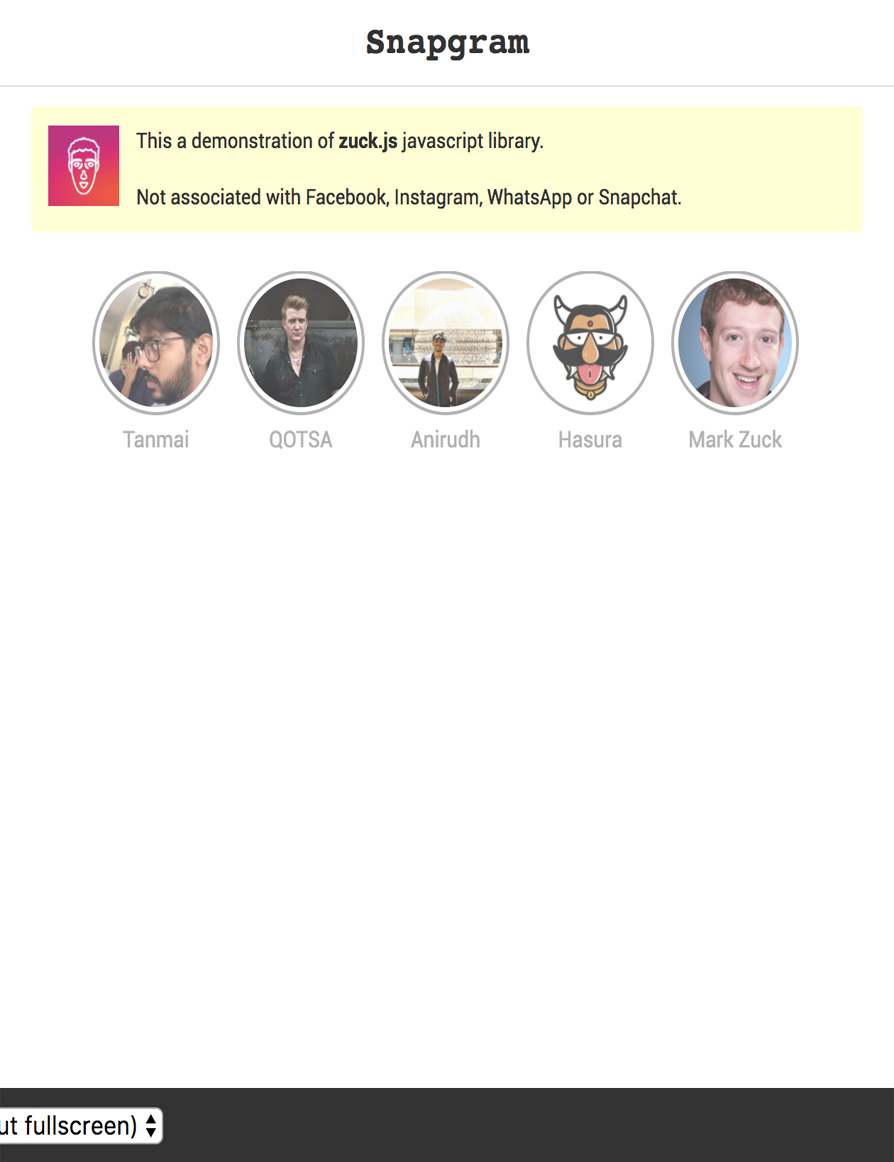 Snapgram
This a demonstration of zuck.js javascript library.
Not associated with Facebook, Instagram, WhatsApp or Snapchat.
Tanmai
QOTSA
Anirudh
Hasura
Mark Zuck
ut fullscreen)